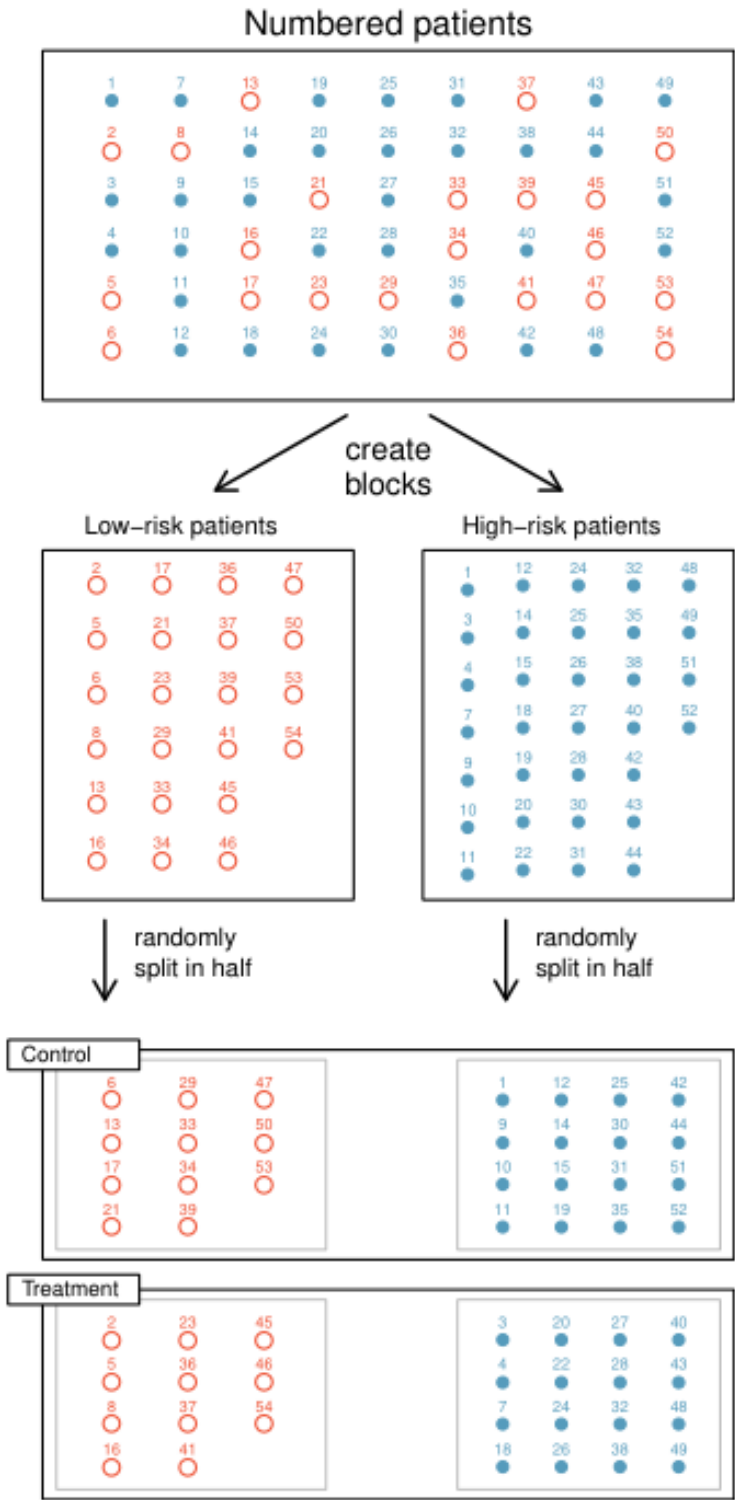 Numbered patients
1 7 13 19 25 31 37 43 49
2 8 14 20 26 32 38 44 50
3 9 15 21 27 33 39 45 51
4 10 16 22 28 34 40 46 52
5 11 17 23 29 35 41 47 53
6 12 18 24 30 36 42 48 54
create
blocks
Low−risk patients
2 17 36 47
5 21 37 50
6 23 39 53
8 29 41 54
13 33 45
16 34 46
High−risk patients
1 12 24 32 48
3 14 25 35 49
4 15 26 38 51
7 18 27 40 52
9 19 28 42
10 20 30 43
11 22 31 44
randomly
split in half
randomly
split in half
Control
6 29 47
13 33 50
17 34 53
21 39
1 12 25 42
9 14 30 44
10 15 31 51
11 19 35 52
Treatment
2 23 45
5 36 46
8 37 54
16 41
3 20 27 40
4 22 28 43
7 24 32 48
18 26 38 49